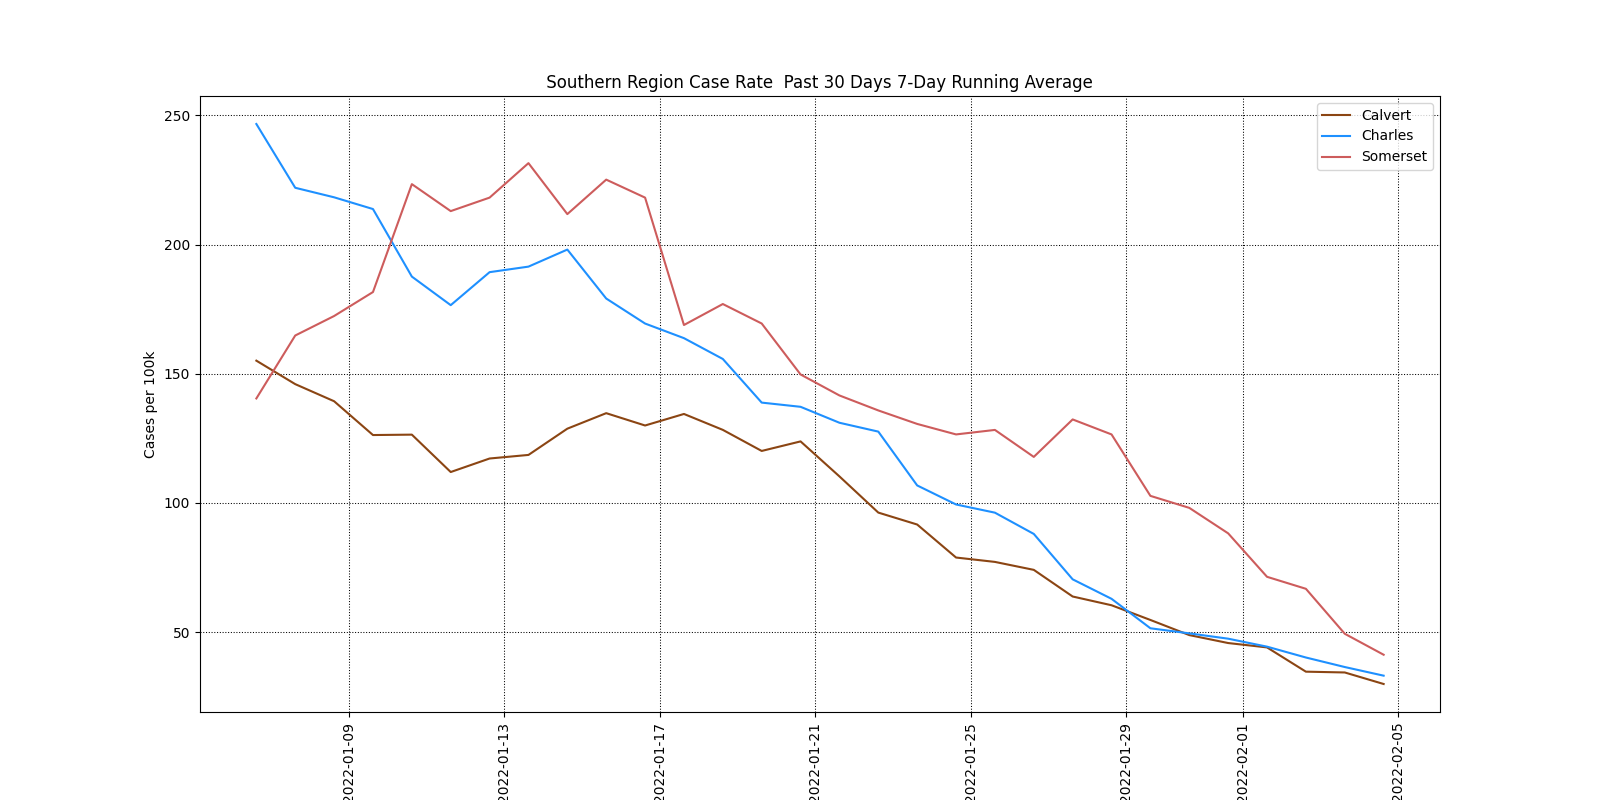 Southern Region Case Rate  Past 30 Days 7-Day Running Average
Calvert
Charles
Somerset
Cases per 100k
250
200
150
100
50
2022-01-09
2022-01-13
2022-01-17
2022-01-21
2022-01-25
2022-01-29
2022-02-01
2022-02-05